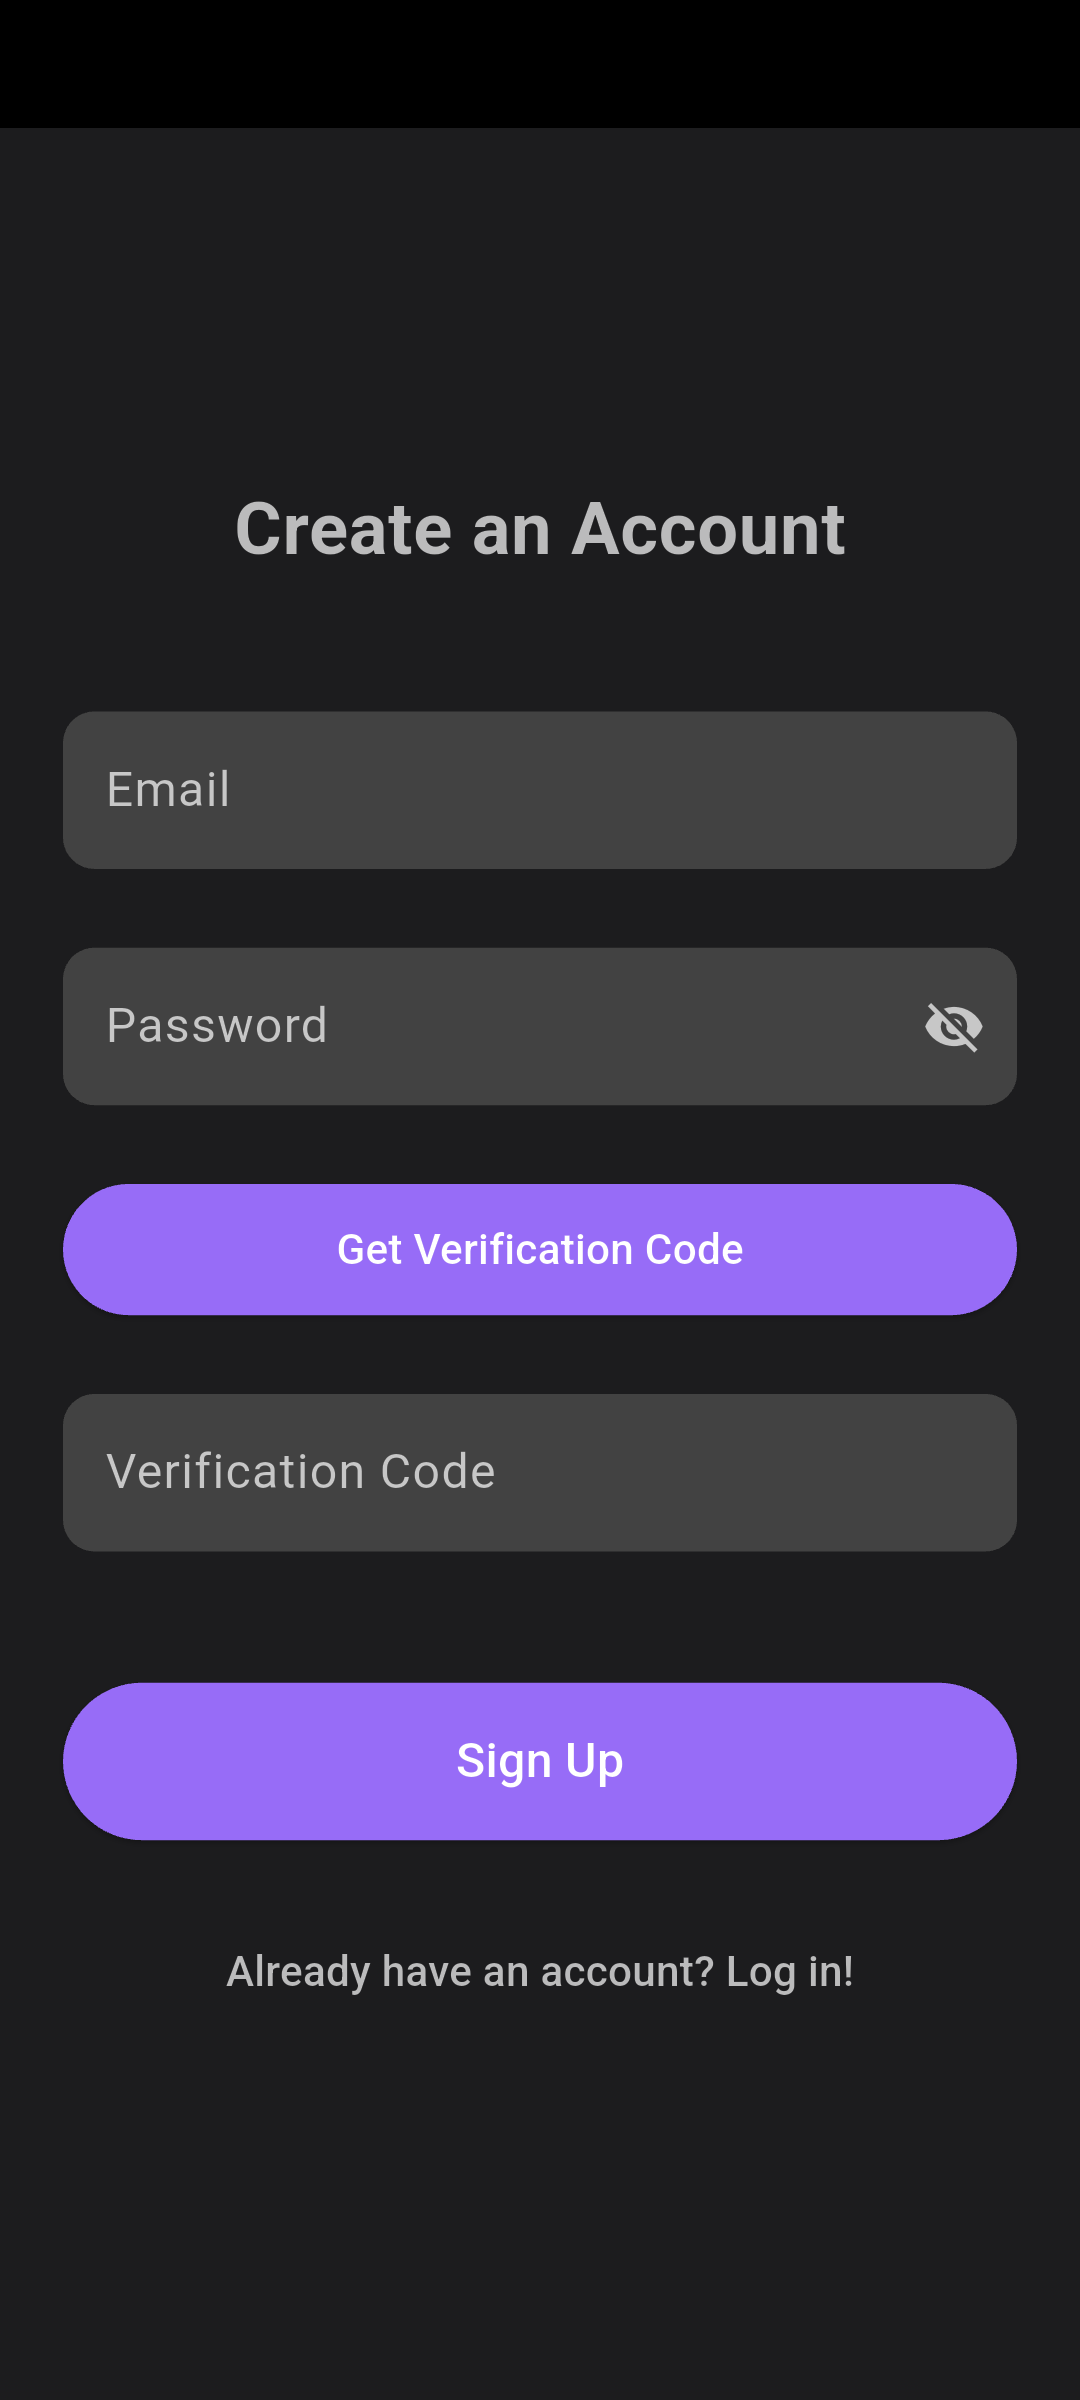 Create an Account
Email
Password
Get Verification Code
Verification Code
Sign Up
Already have an account? Log in!